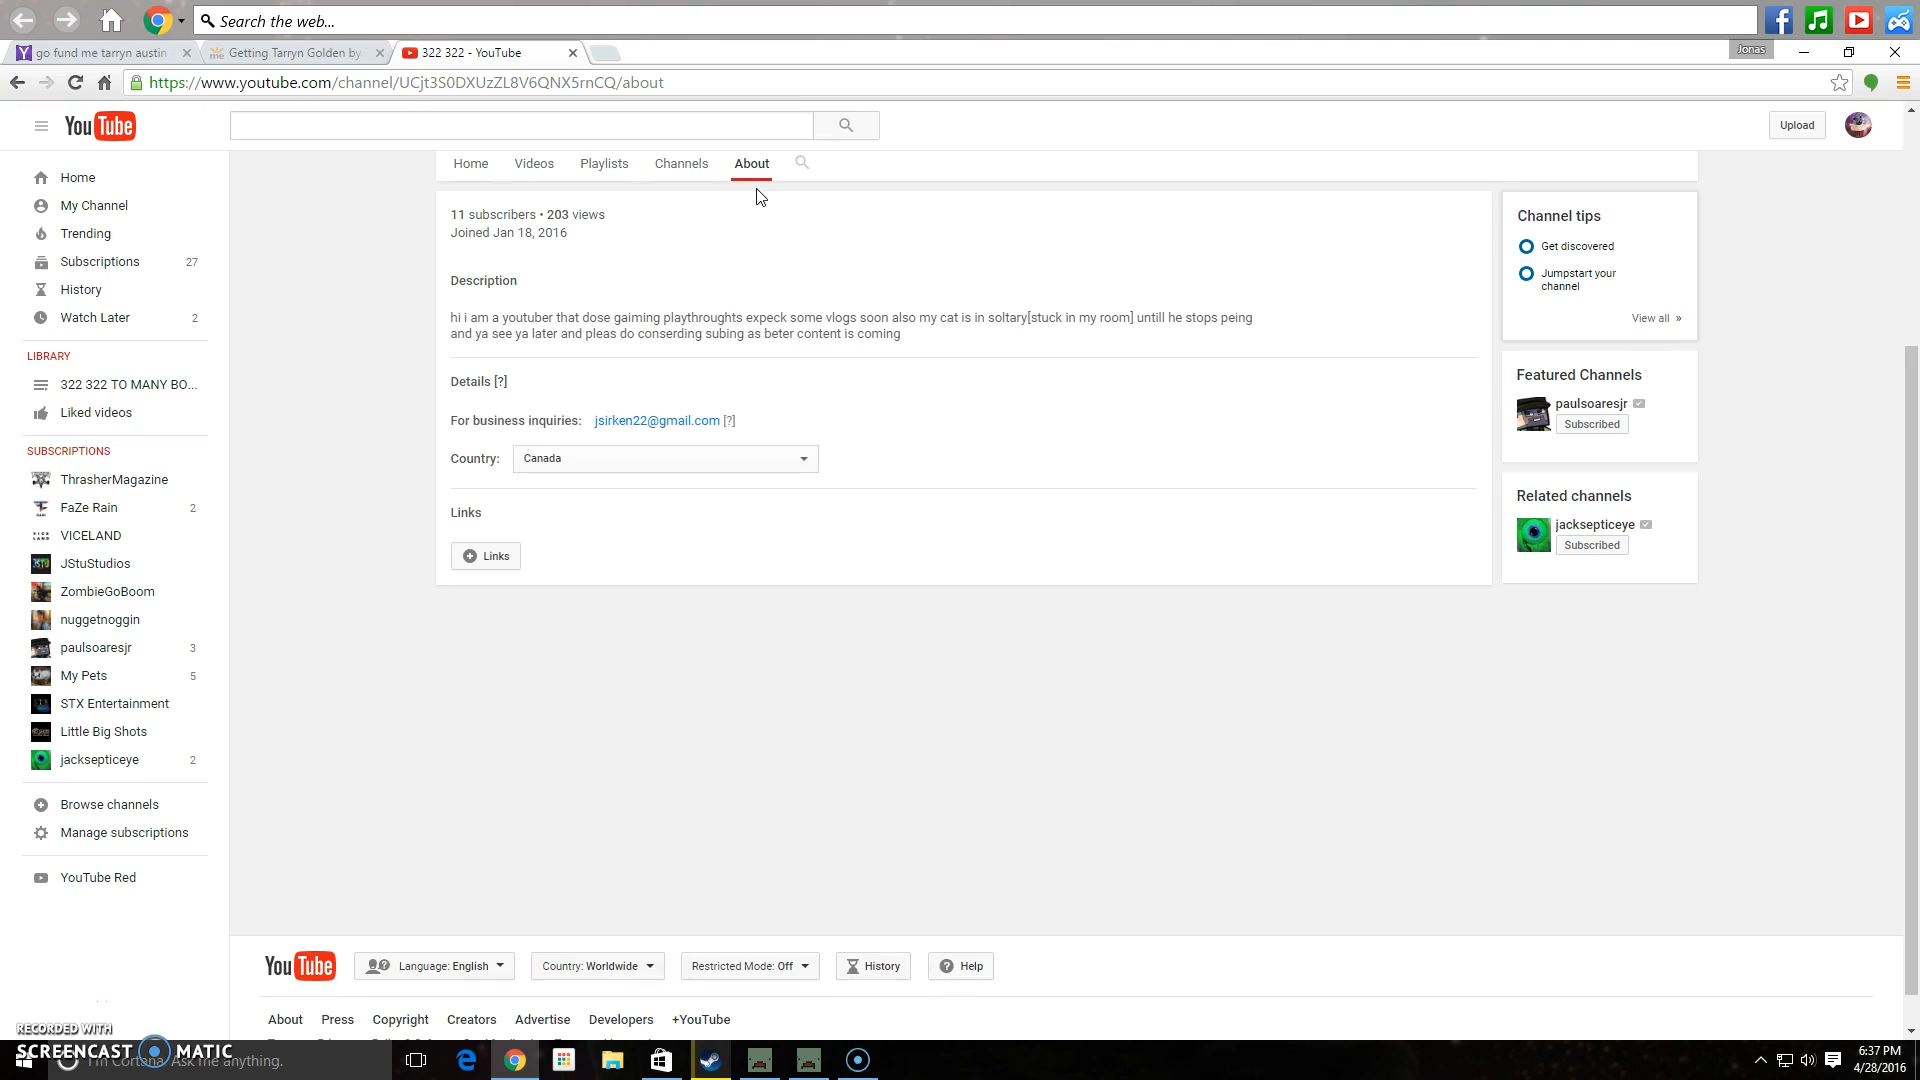 Search the web...
go fund me tarryn austin
Getting Tarryn Golden by
322 322 - YouTube
Jonas
https://www.youtube.com/channel/UCjt3S0DXUzZL8V6QNX5rnCQ/about
YouTube
Upload
Home
Videos
Playlists
Channels
About
Home
My Channel
Trending
Subscriptions 27
History
Watch Later 2
LIBRARY
322 322 TO MANY BO...
Liked videos
SUBSCRIPTIONS
ThrasherMagazine
FaZe Rain 2
VICELAND
JStuStudios
ZombieGoBoom
nuggetnoggin
paulsoaresjr 3
My Pets 5
STX Entertainment
Little Big Shots
jacksepticeye 2
Browse channels
Manage subscriptions
YouTube Red
11 subscribers • 203 views
Joined Jan 18, 2016
Description
hi i am a youtuber that dose gaiming playthroughts expeck some vlogs soon also my cat is in soltary[stuck in my room] untill he stops peing
and ya see ya later and pleas do conserding subing as beter content is coming
Details [?]
For business inquiries: jsirken22@gmail.com [?]
Country: Canada
Links
Links
Channel tips
Get discovered
Jumpstart your
channel
View all »
Featured Channels
paulsoaresjr
Subscribed
Related channels
jacksepticeye
Subscribed
YouTube
Language: English
Country: Worldwide
Restricted Mode: Off
History
Help
About Press Copyright Creators Advertise Developers +YouTube
RECORDED WITH
SCREENCAST MATIC
I'm Cortana. Ask me anything.
6:37 PM
4/28/2016